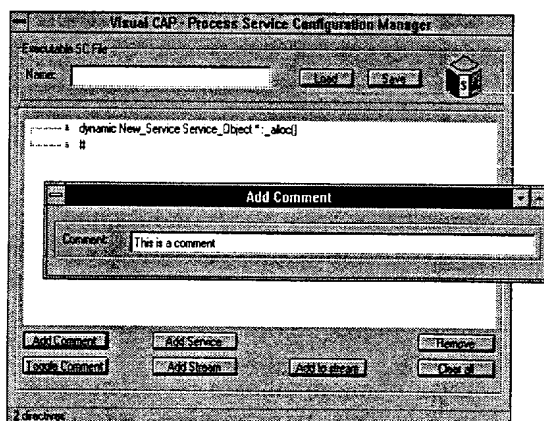 Visual CAP - Process Service Configuration Manager
Executable SC File
Name: Load Save
S
dynamic New_Service Service_Object *:_alloc()
#
Add Comment
Comment: This is a comment
Add Comment Add Service Remove
Toggle Comment Add Stream Add to stream Clear all
2 directives